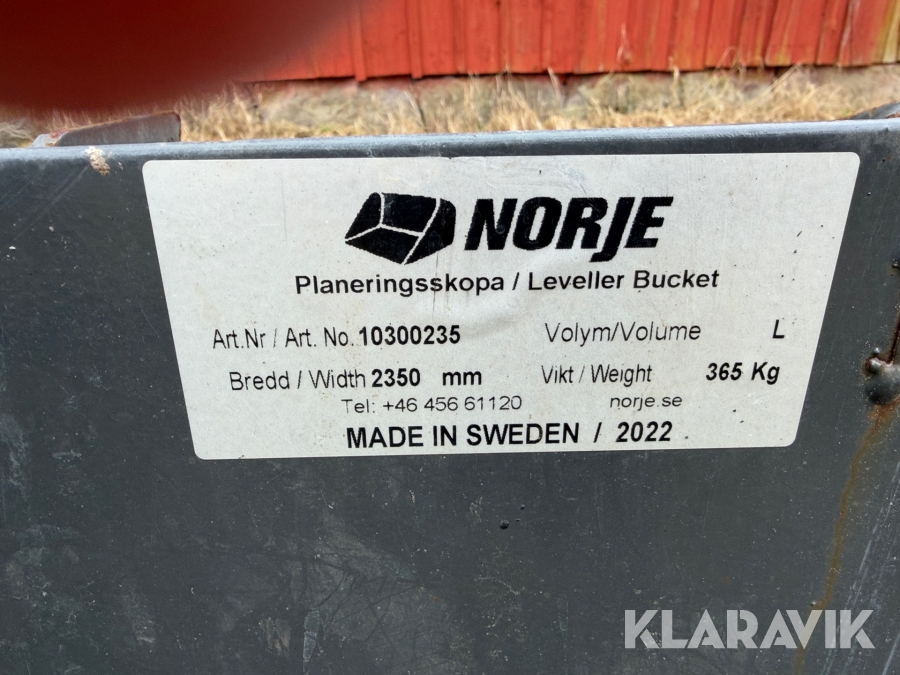 NORJE
Planeringsskopa / Leveller Bucket
Art.Nr / Art. No. 10300235 Volym/Volume L
Bredd / Width 2350 mm Vikt / Weight 365 Kg
Tel: +46 456 61120 norje.se
MADE IN SWEDEN / 2022
KLARAVIK